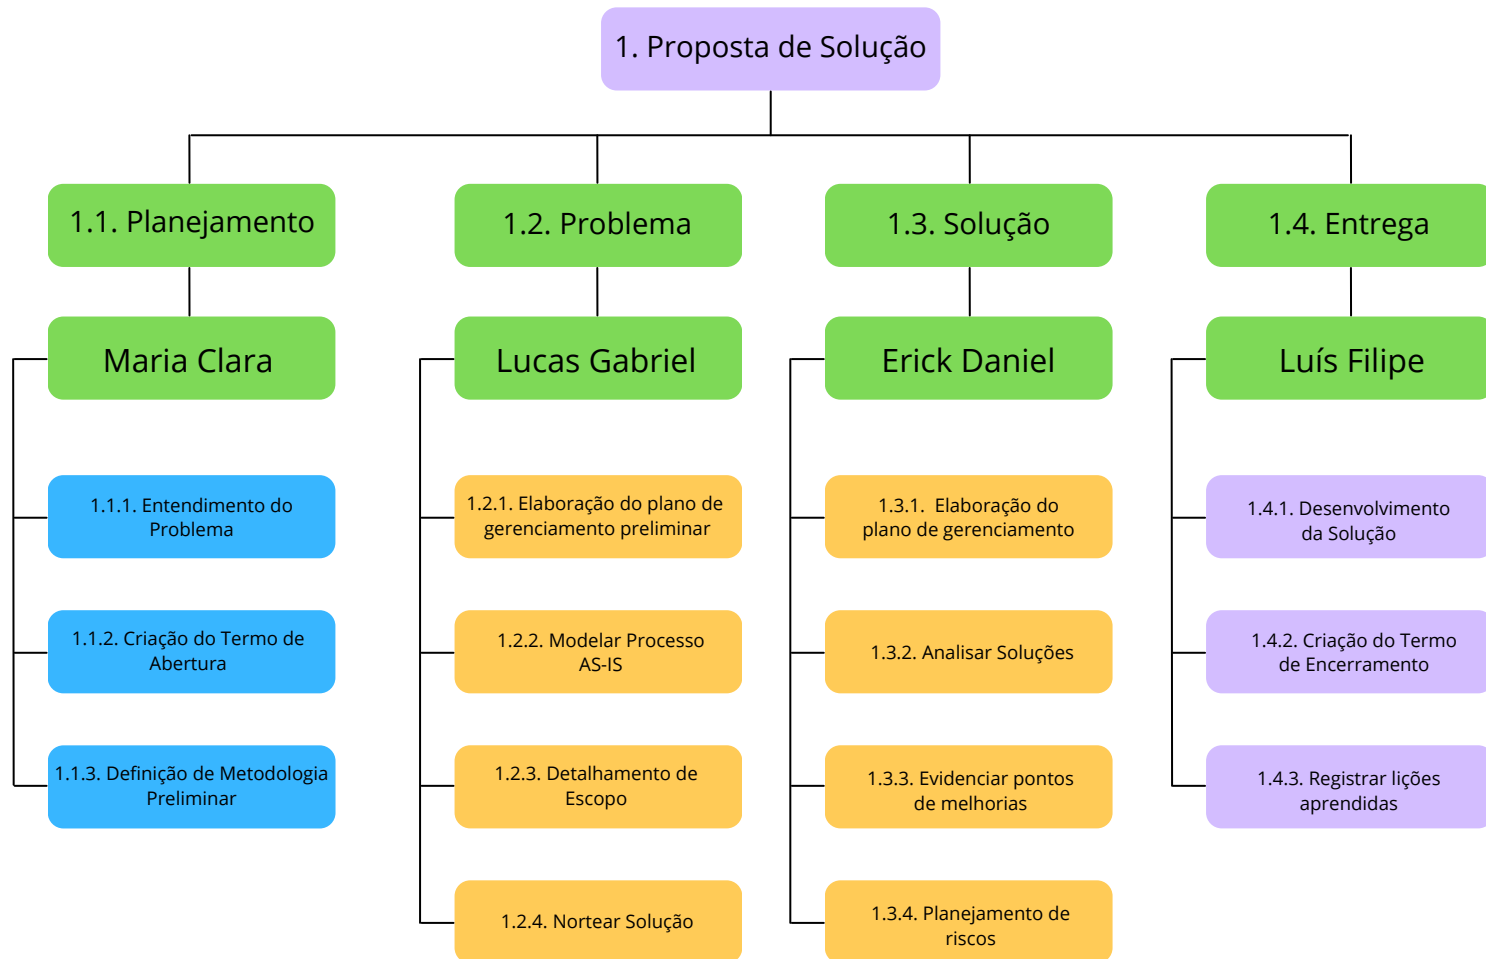 1. Proposta de Solução
1.1. Planejamento
1.2. Problema
1.3. Solução
1.4. Entrega
Maria Clara
Lucas Gabriel
Erick Daniel
Luís Filipe
1.1.1. Entendimento do
Problema
1.2.1. Elaboração do plano de
gerenciamento preliminar
1.3.1. Elaboração do
plano de gerenciamento
1.4.1. Desenvolvimento
da Solução
1.1.2. Criação do Termo de
Abertura
1.2.2. Modelar Processo
AS-IS
1.3.2. Analisar Soluções
1.4.2. Criação do Termo
de Encerramento
1.1.3. Definição de Metodologia
Preliminar
1.2.3. Detalhamento de
Escopo
1.3.3. Evidenciar pontos
de melhorias
1.4.3. Registrar lições
aprendidas
1.2.4. Nortear Solução
1.3.4. Planejamento de
riscos